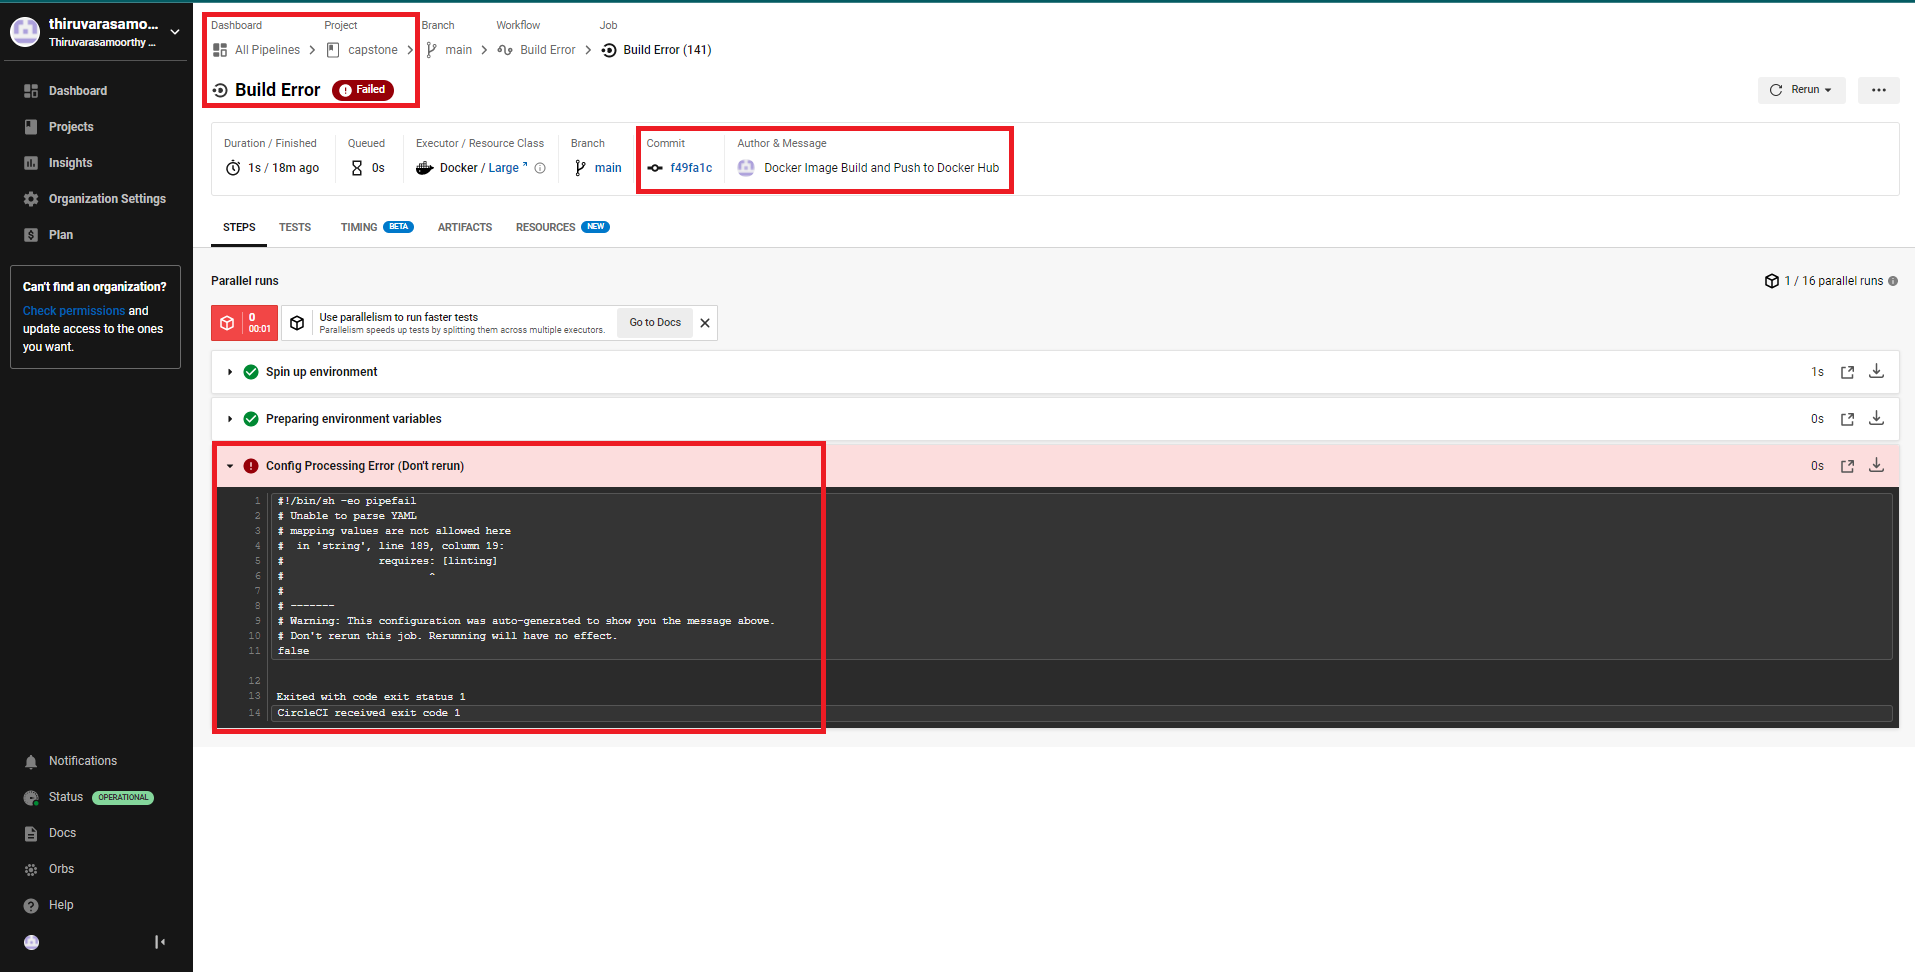 thiruvarasamo...
Thiruvarasamoorthy ...
Dashboard
Projects
Insights
Organization Settings
Plan
Can't find an organization?
Check permissions and
update access to the ones
you want.
Notifications
Status OPERATIONAL
Docs
Orbs
Help
Dashboard Project Branch Workflow Job
All Pipelines capstone main Build Error Build Error (141)
Build Error Failed
Rerun
Duration / Finished Queued Executor / Resource Class Branch Commit Author & Message
1s / 18m ago 0s Docker / Large main f49fa1c Docker Image Build and Push to Docker Hub
STEPS TESTS TIMING BETA ARTIFACTS RESOURCES NEW
Parallel runs
1 / 16 parallel runs
0
00:01
Use parallelism to run faster tests
Parallelism speeds up tests by splitting them across multiple executors.
Go to Docs
Spin up environment 1s
Preparing environment variables 0s
Config Processing Error (Don't rerun) 0s
1 #!/bin/sh -eo pipefail
2 # Unable to parse YAML
3 # mapping values are not allowed here
4 #  in 'string', line 189, column 19:
5 #               requires: [linting]
6 #                       ^
7 #
8 # -------
9 # Warning: This configuration was auto-generated to show you the message above.
10 # Don't rerun this job. Rerunning will have no effect.
11 false
12
13 Exited with code exit status 1
14 CircleCI received exit code 1